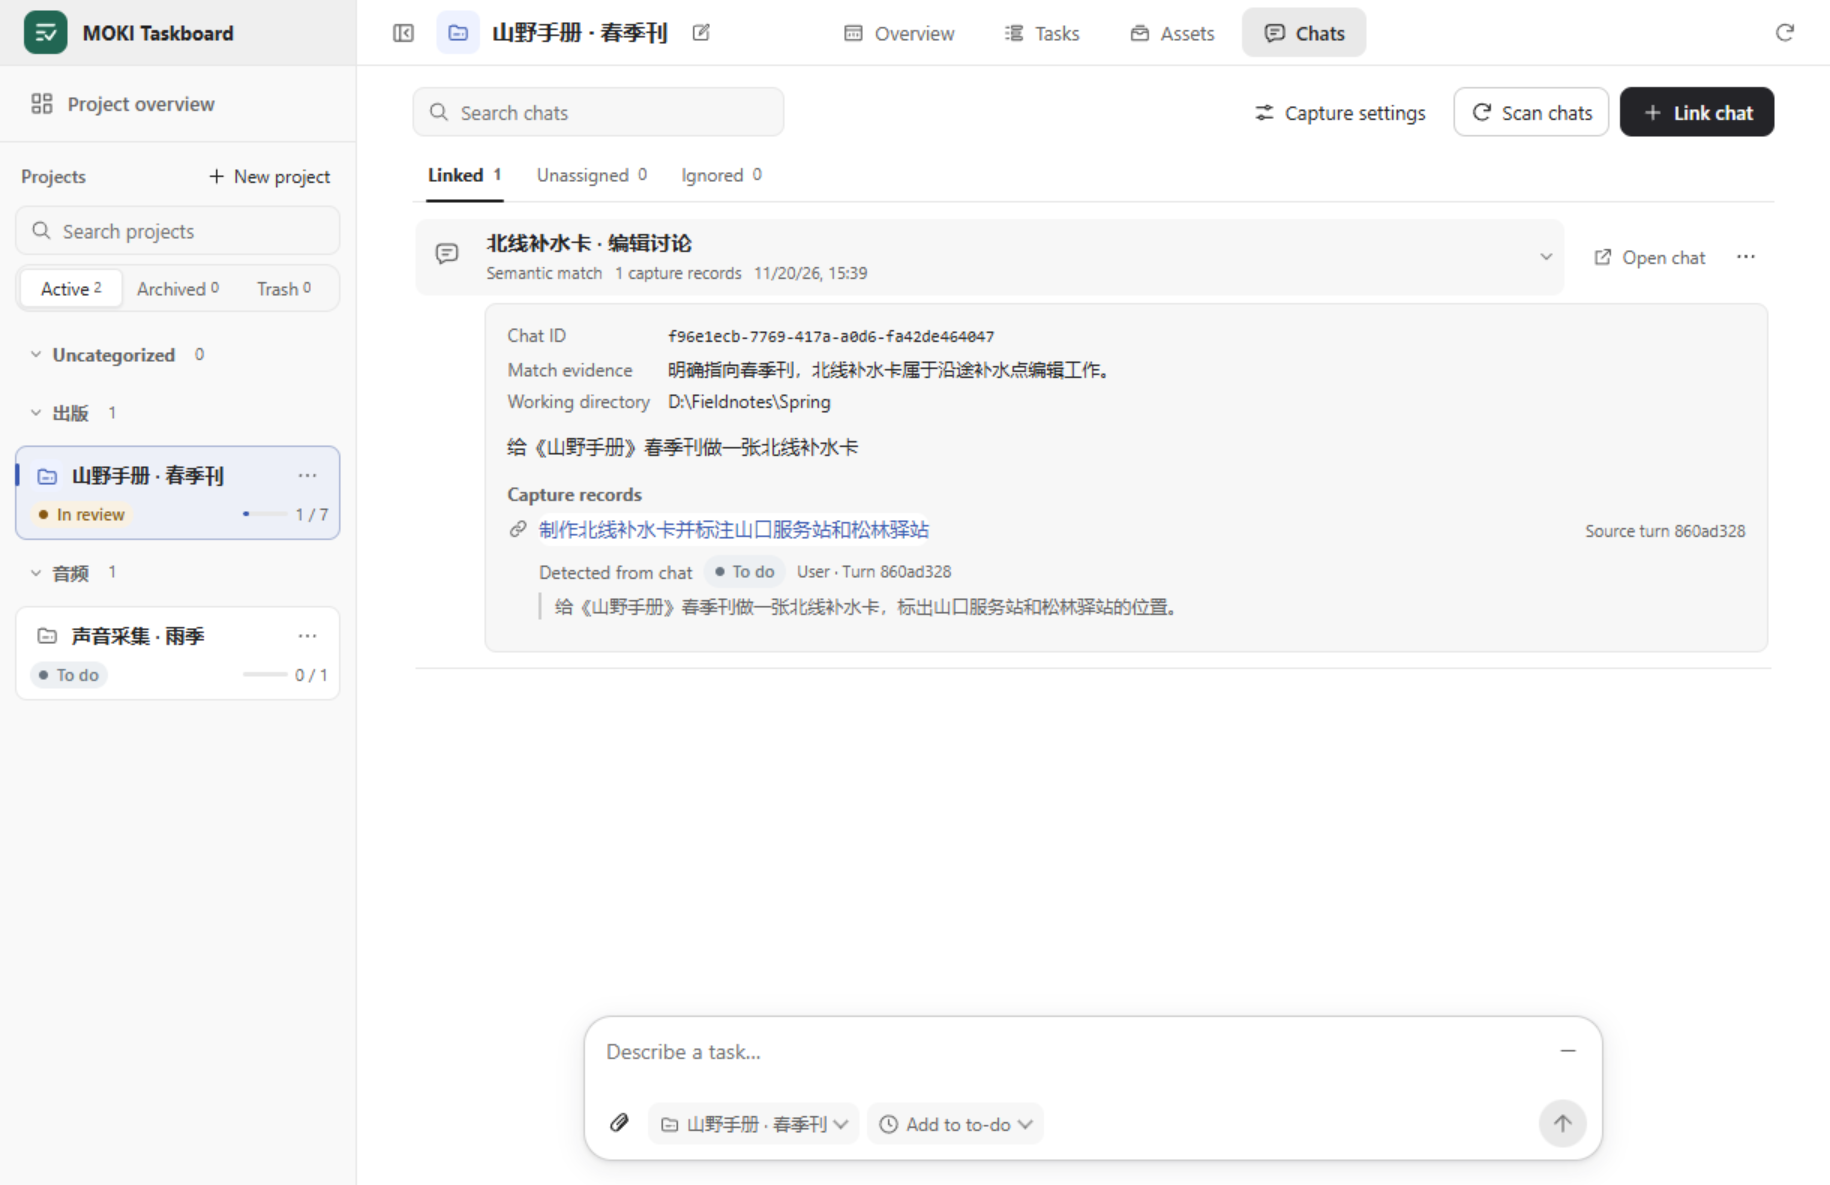 MOKI Taskboard
Project overview
Projects
New project
Search projects
Active 2
Archived 0
Trash 0
Uncategorized 0
出版 1
山野手册 · 春季刊
In review
1 / 7
音频 1
声音采集 · 雨季
To do
0 / 1
山野手册 · 春季刊
Overview
Tasks
Assets
Chats
Search chats
Capture settings
Scan chats
Link chat
Linked 1
Unassigned 0
Ignored 0
北线补水卡 · 编辑讨论
Semantic match 1 capture records 11/20/26, 15:39
Open chat
Chat ID f96e1ecb-7769-417a-a0d6-fa42de464047
Match evidence 明确指向春季刊，北线补水卡属于沿途补水点编辑工作。
Working directory D:\Fieldnotes\Spring
给《山野手册》春季刊做一张北线补水卡
Capture records
制作北线补水卡并标注山口服务站和松林驿站
Source turn 860ad328
Detected from chat To do User · Turn 860ad328
给《山野手册》春季刊做一张北线补水卡，标出山口服务站和松林驿站的位置。
Describe a task...
山野手册 · 春季刊
Add to to-do